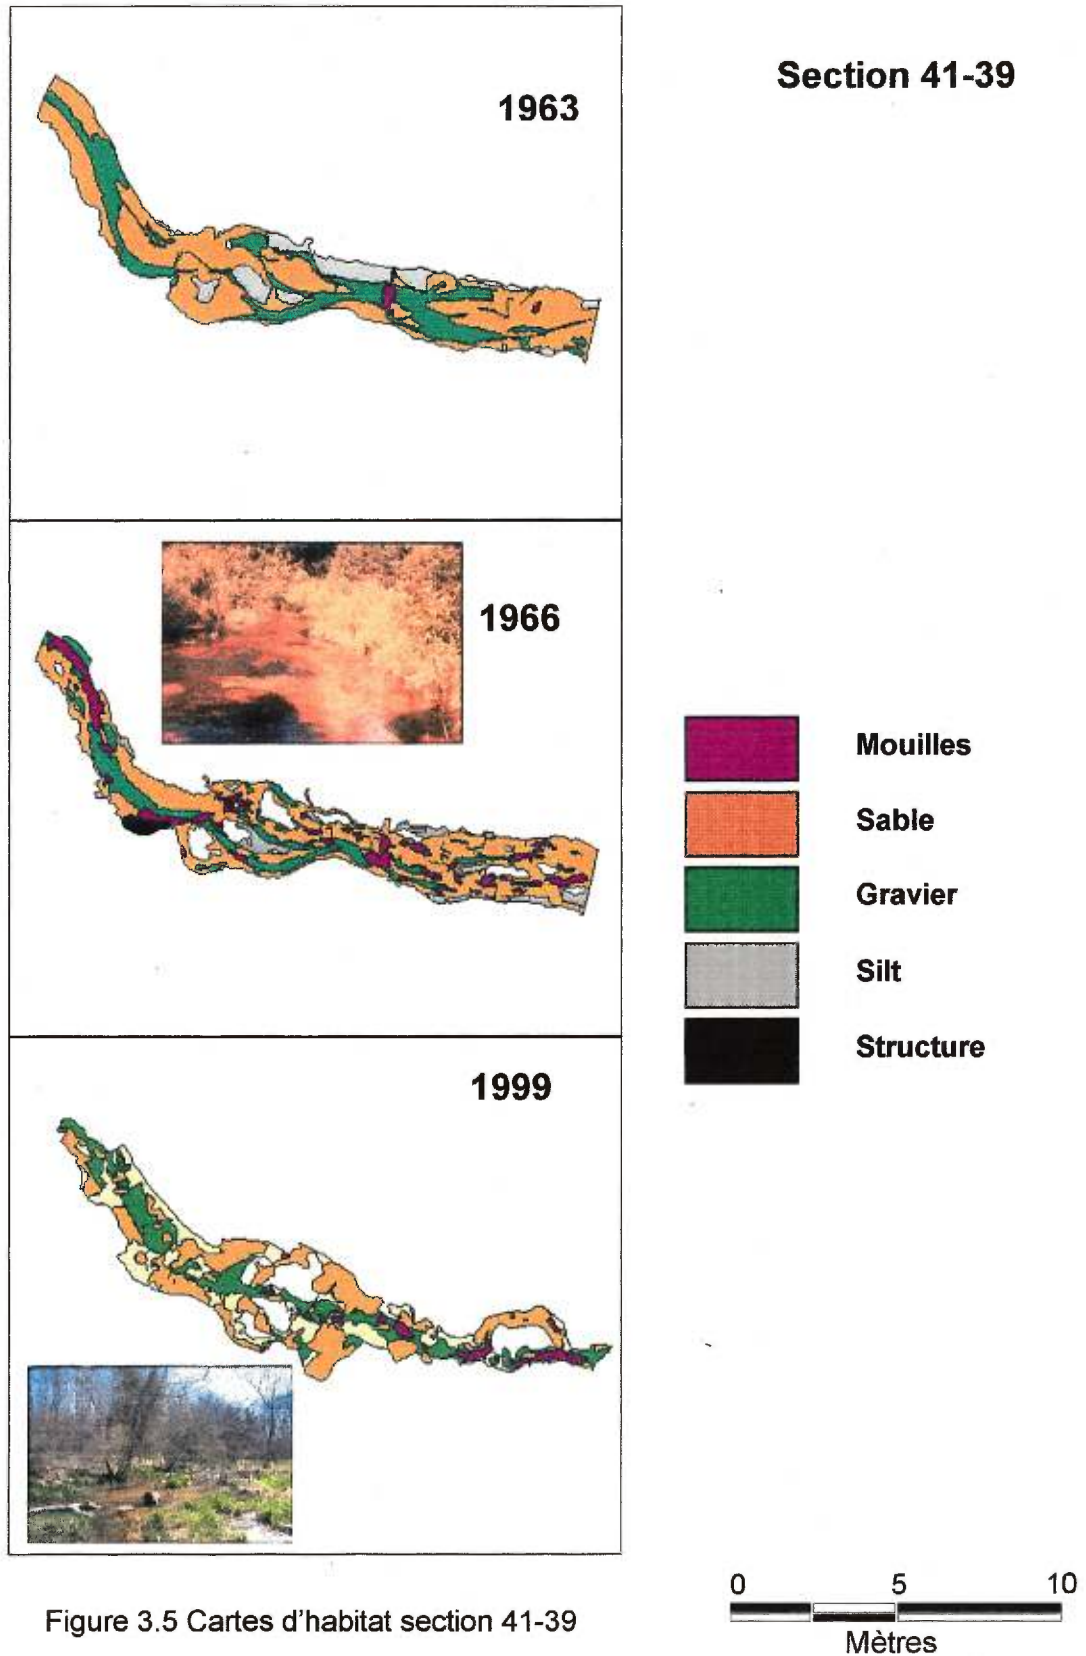 Section 41-39
1963
1966
1999
Mouilles
Sable
Gravier
Silt
Structure
0 5 10
Mètres
Figure 3.5 Cartes d'habitat section 41-39